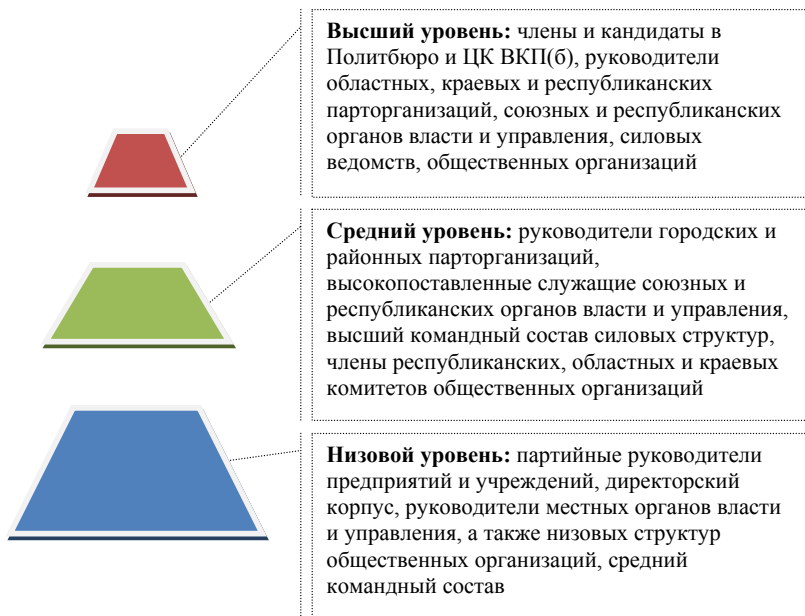 Высший уровень: члены и кандидаты в
Политбюро и ЦК ВКП(б), руководители
областных, краевых и республиканских
парторганизаций, союзных и республиканских
органов власти и управления, силовых
ведомств, общественных организаций
Средний уровень: руководители городских и
районных парторганизаций,
высокопоставленные служащие союзных и
республиканских органов власти и управления,
высший командный состав силовых структур,
члены республиканских, областных и краевых
комитетов общественных организаций
Низовой уровень: партийные руководители
предприятий и учреждений, директорский
корпус, руководители местных органов власти
и управления, а также низовых структур
общественных организаций, средний
командный состав